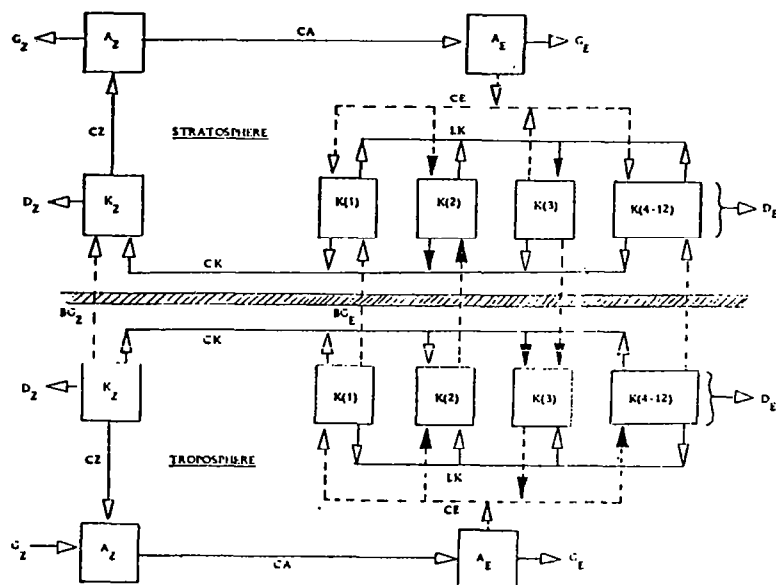 G_Z A_Z CA A_E G_E
CE
CZ STRATOSPHERE LK
D_Z K_Z K(1) K(2) K(3) K(4-12) D_E
CK
BG_Z BG_E
CK
D_Z K_Z K(1) K(2) K(3) K(4-12) D_E
CZ TROPOSPHERE LK
CE
G_Z A_Z CA A_E G_E